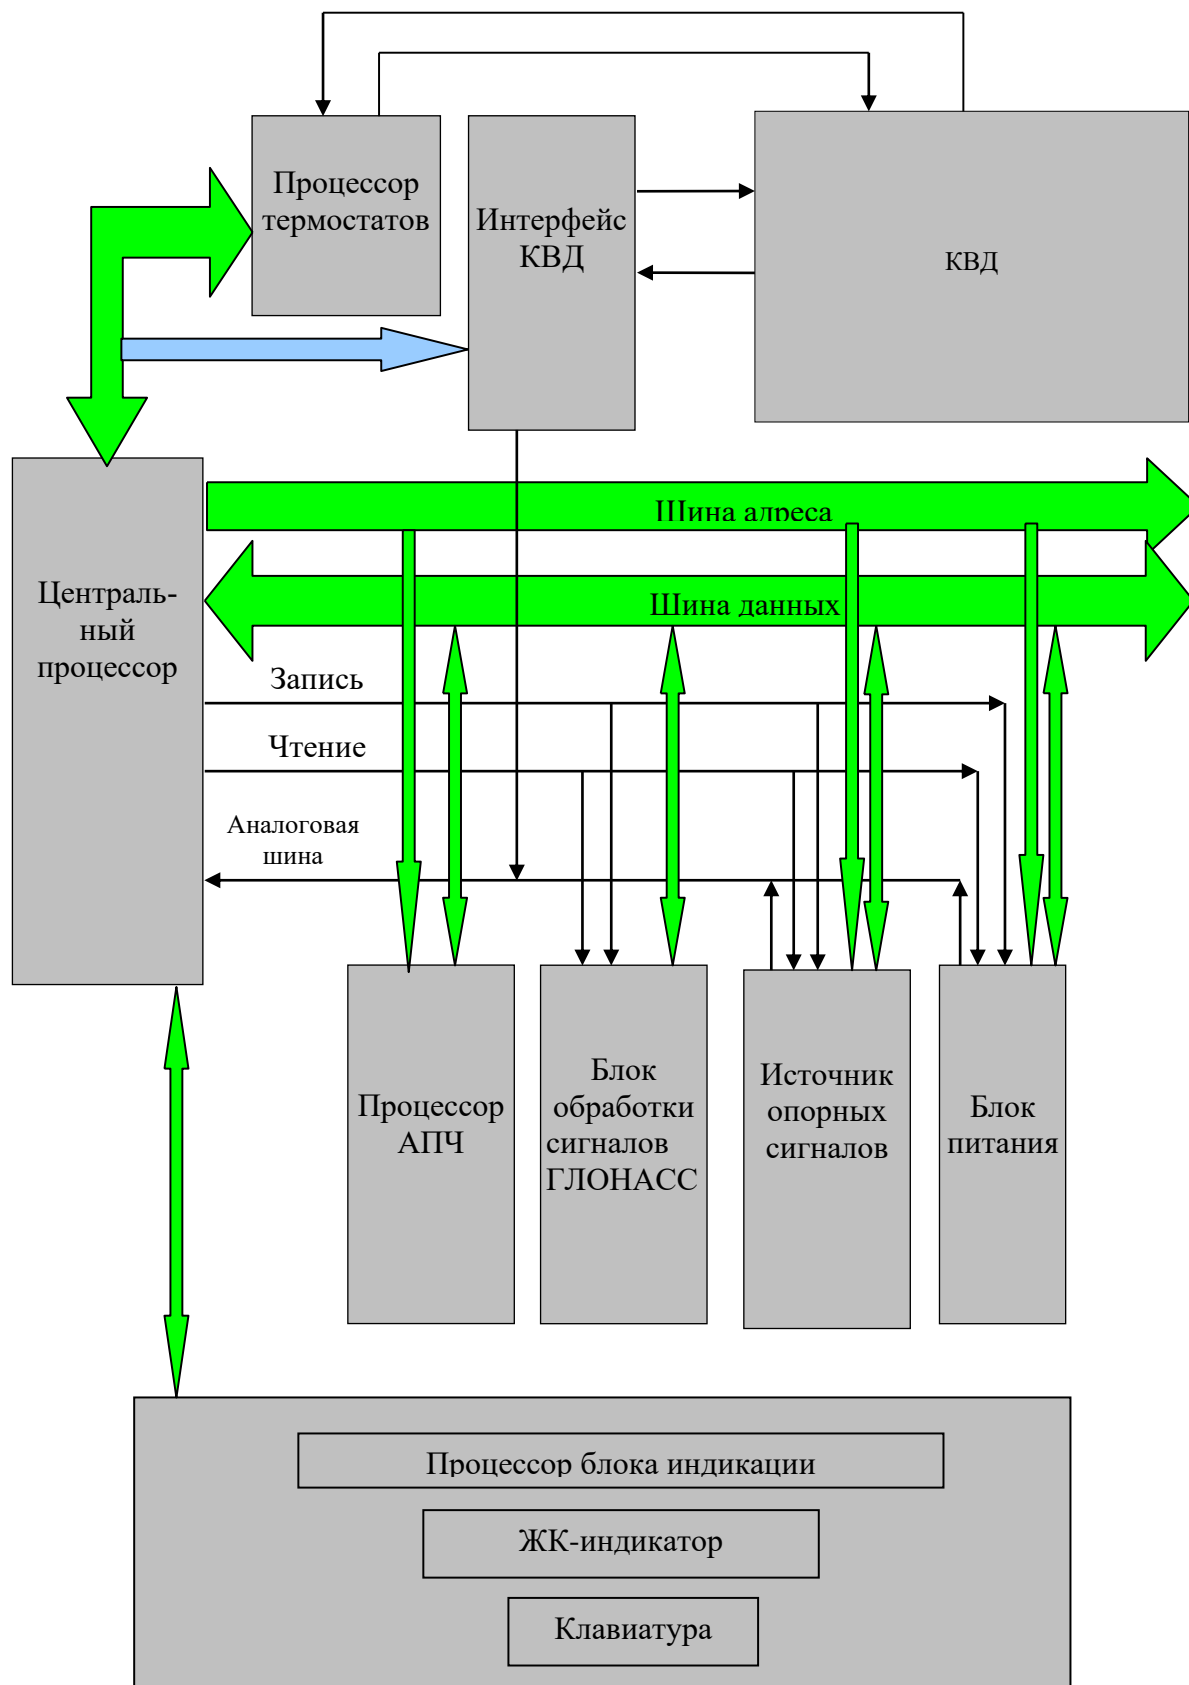 Процессор
термостатов
Интерфейс
КВД
КВД
Шина адреса
Шина данных
Централь-
ный
процессор
Запись
Чтение
Аналоговая
шина
Процессор
АПЧ
Блок
обработки
сигналов
ГЛОНАСС
Источник
опорных
сигналов
Блок
питания
Процессор блока индикации
ЖК-индикатор
Клавиатура